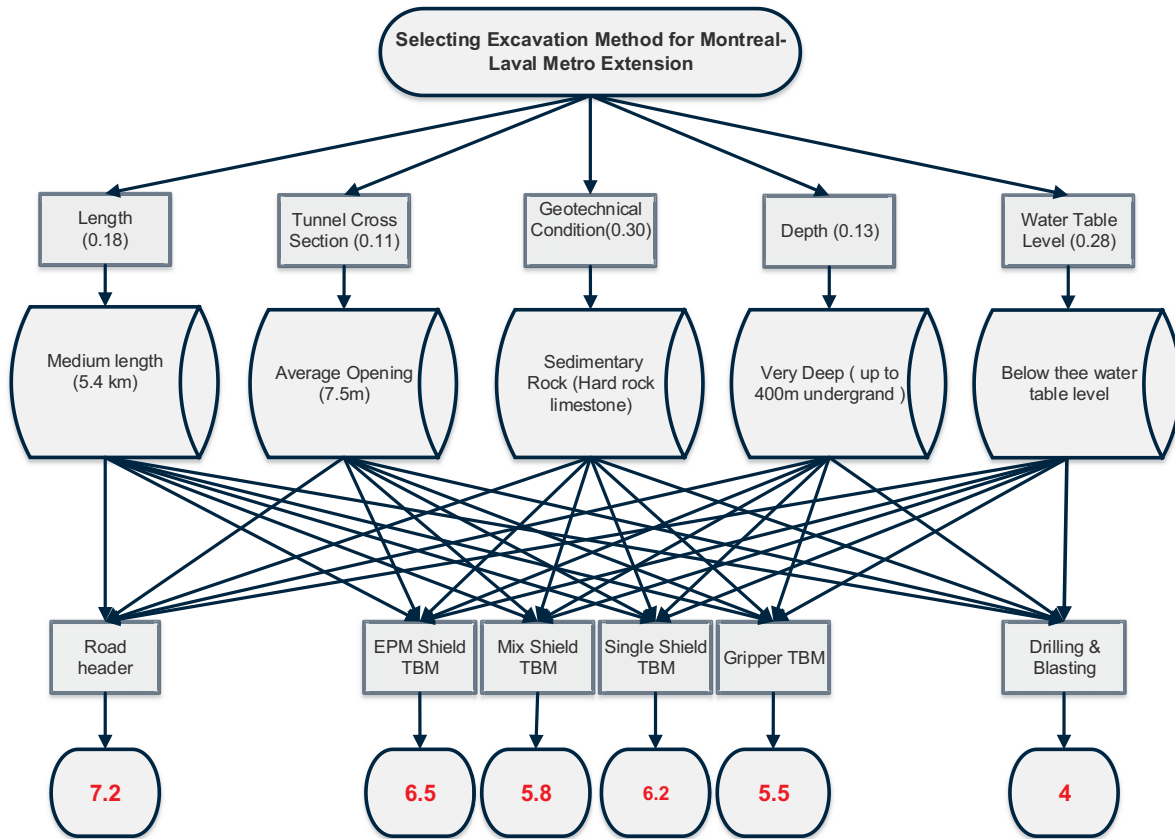 Selecting Excavation Method for Montreal-
Laval Metro Extension
Length
(0.18)
Tunnel Cross
Section (0.11)
Geotechnical
Condition(0.30)
Depth (0.13)
Water Table
Level (0.28)
Medium length
(5.4 km)
Average Opening
(7.5m)
Sedimentary
Rock (Hard rock
limestone)
Very Deep ( up to
400m undergrand )
Below thee water
table level
Road
header
EPM Shield
TBM
Mix Shield
TBM
Single Shield
TBM
Gripper TBM
Drilling &
Blasting
7.2
6.5
5.8
6.2
5.5
4